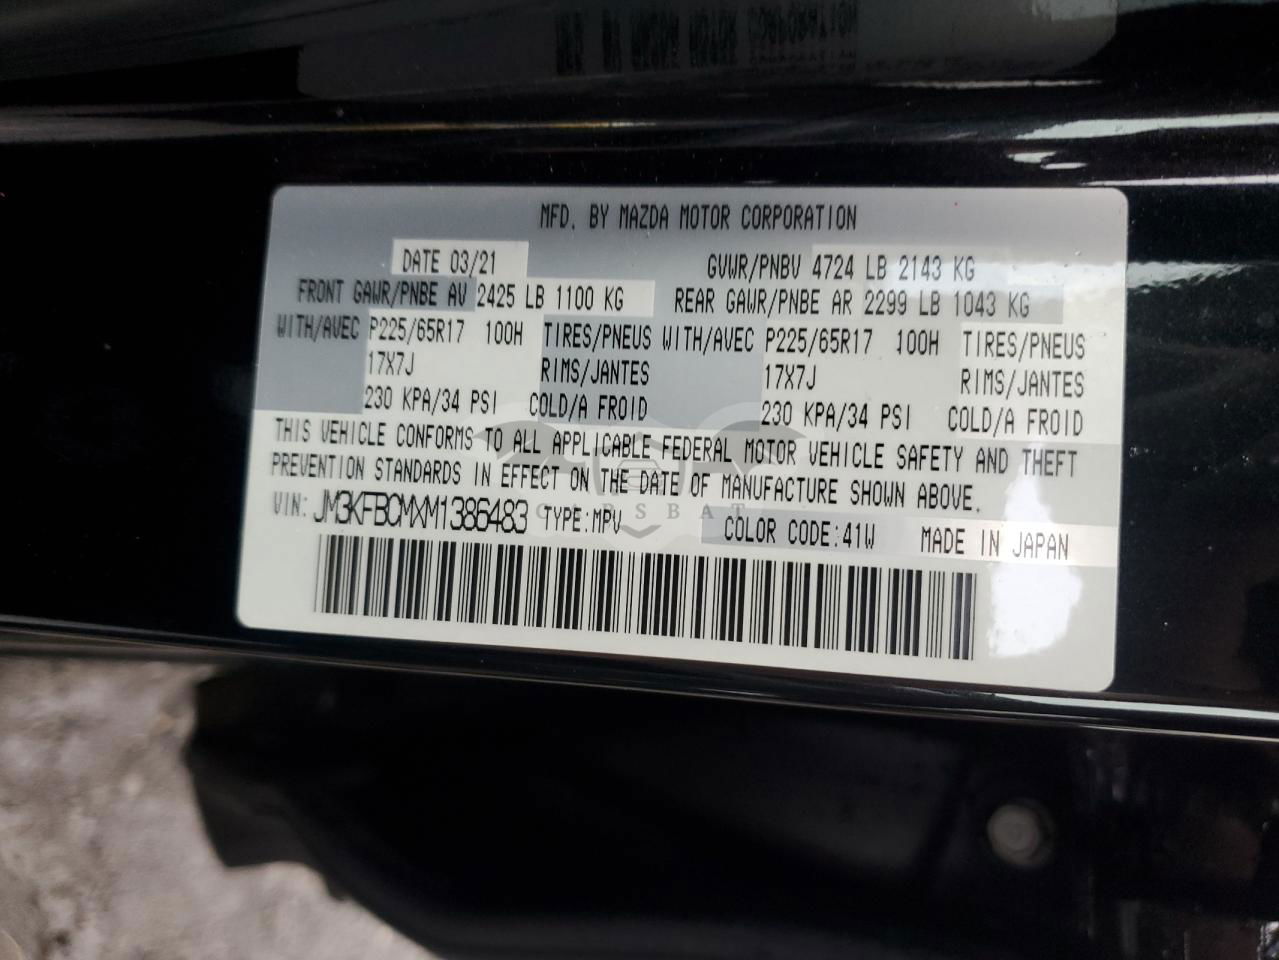 MFD. BY MAZDA MOTOR CORPORATION
DATE 03/21 GVWR/PNBV 4724 LB 2143 KG
FRONT GAWR/PNBE AV 2425 LB 1100 KG REAR GAWR/PNBE AR 2299 LB 1043 KG
WITH/AVEC P225/65R17 100H TIRES/PNEUS WITH/AVEC P225/65R17 100H TIRES/PNEUS
17X7J RIMS/JANTES 17X7J RIMS/JANTES
230 KPA/34 PSI COLD/A FROID 230 KPA/34 PSI COLD/A FROID
THIS VEHICLE CONFORMS TO ALL APPLICABLE FEDERAL MOTOR VEHICLE SAFETY AND THEFT
PREVENTION STANDARDS IN EFFECT ON THE DATE OF MANUFACTURE SHOWN ABOVE.
VIN: JM3KFBCMXM1386483 TYPE:MPV COLOR CODE:41W MADE IN JAPAN
CARSBAT